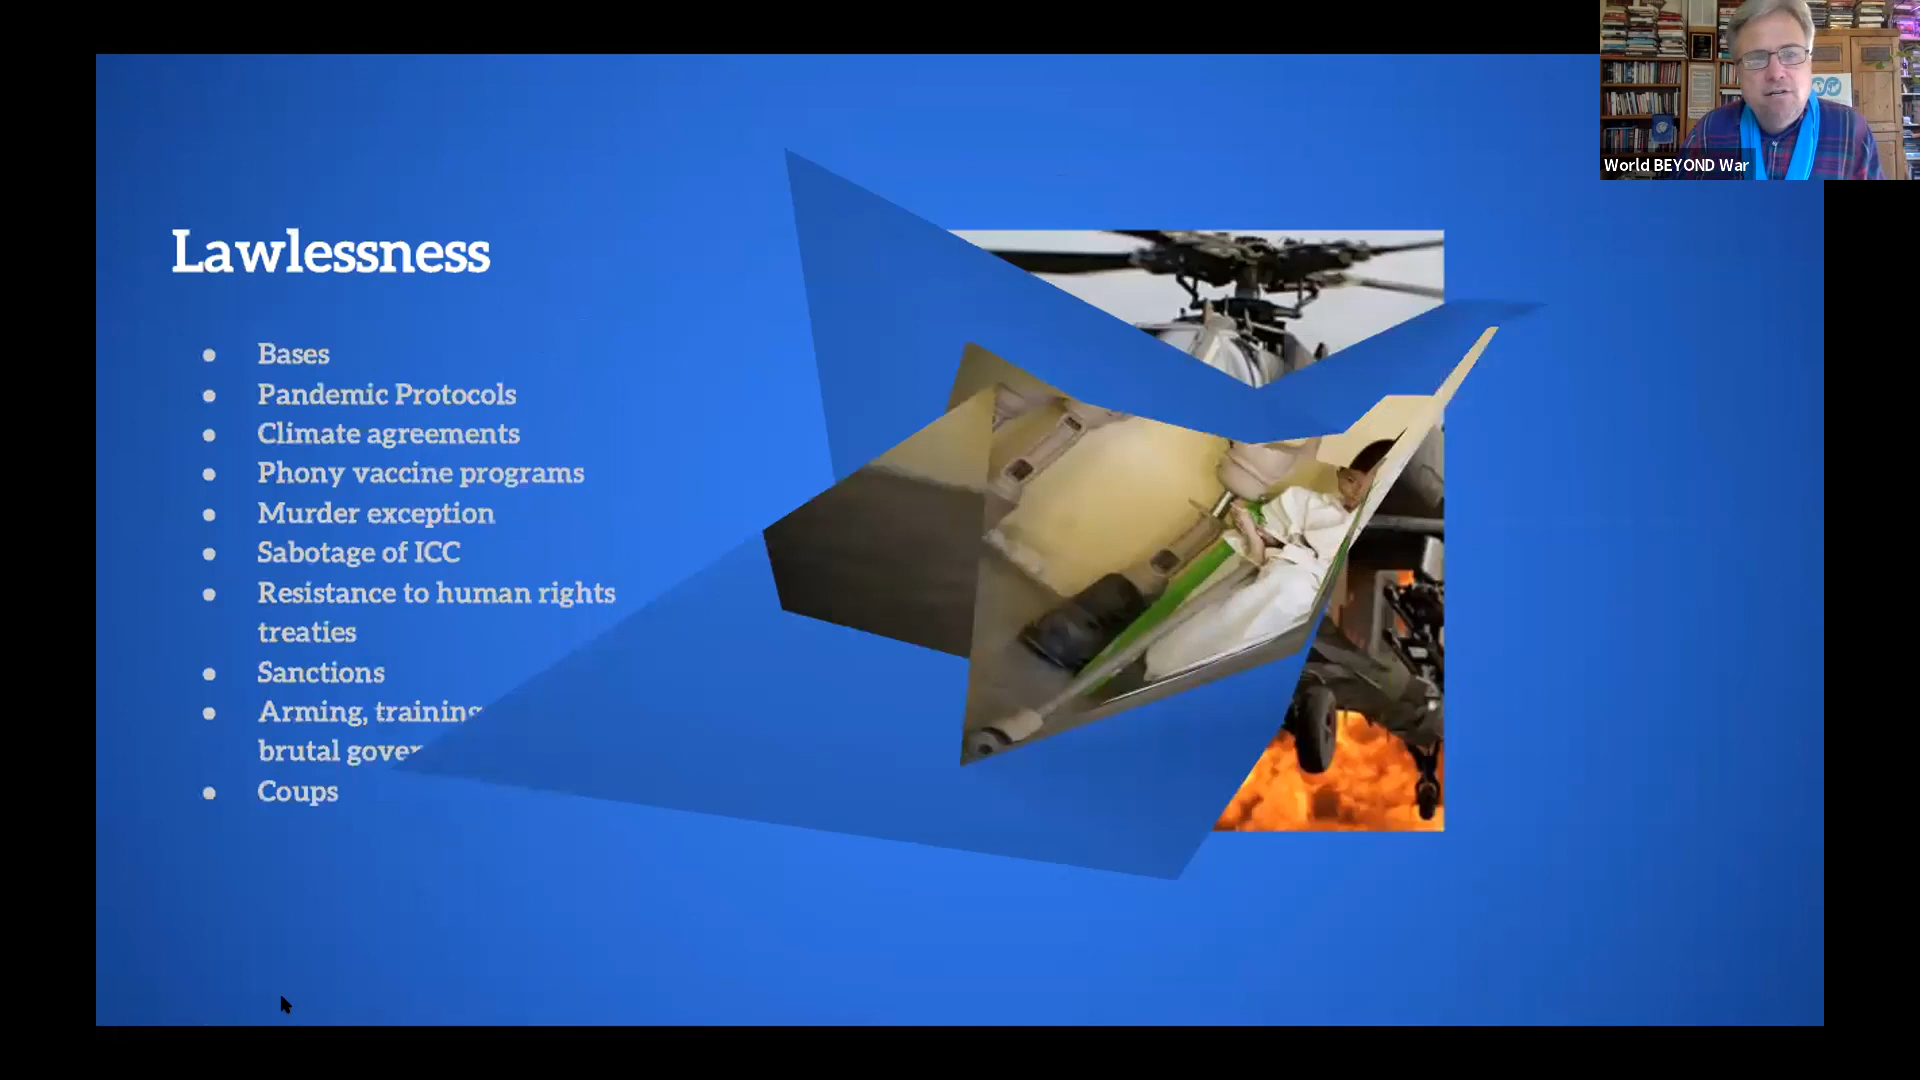 World BEYOND War
Lawlessness
Bases
Pandemic Protocols
Climate agreements
Phony vaccine programs
Murder exception
Sabotage of ICC
Resistance to human rights
treaties
Sanctions
Arming, training
brutal
Coups